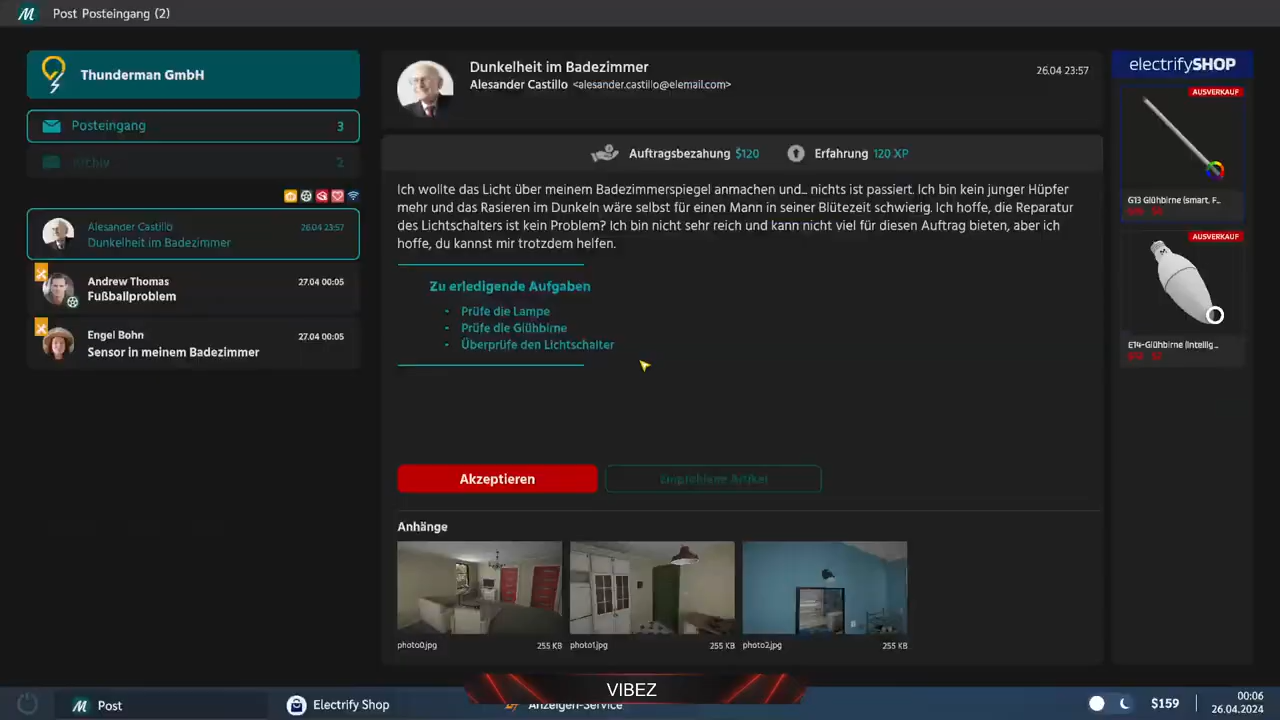 Post Posteingang (2)
Thunderman GmbH
Posteingang 3
Archiv 2
Alesander Castillo 26.04 23:57
Dunkelheit im Badezimmer
Andrew Thomas 27.04 00:05
Fußballproblem
Engel Bohn 27.04 00:05
Sensor in meinem Badezimmer
Dunkelheit im Badezimmer
Alesander Castillo <alesander.castillo@elemail.com>
26.04 23:57
Auftragsbezahlung $120 Erfahrung 120 XP
Ich wollte das Licht über meinem Badezimmerspiegel anmachen und... nichts ist passiert. Ich bin kein junger Hüpfer
mehr und das Rasieren im Dunkeln wäre selbst für einen Mann in seiner Blütezeit schwierig. Ich hoffe, die Reparatur
des Lichtschalters ist kein Problem? Ich bin nicht sehr reich und kann nicht viel für diesen Auftrag bieten, aber ich
hoffe, du kannst mir trotzdem helfen.
Zu erledigende Aufgaben
- Prüfe die Lampe
- Prüfe die Glühbirne
- Überprüfe den Lichtschalter
Akzeptieren
Empfohlene Artikel
Anhänge
photo0.jpg 255 KB
photo1.jpg 255 KB
photo2.jpg 255 KB
electrifySHOP
AUSVERKAUF
G13 Glühbirne (smart, F...
AUSVERKAUF
E14-Glühbirne (intellig...
VIBEZ
Post
Electrify Shop
Anzeigen-Service
$159
00:06
26.04.2024